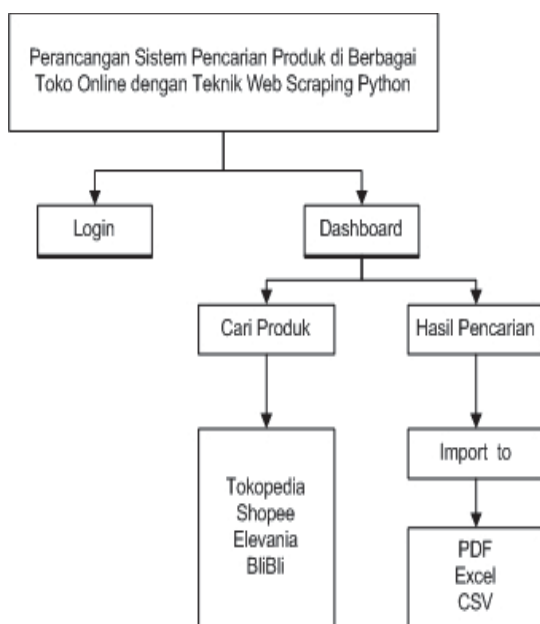 Perancangan Sistem Pencarian Produk di Berbagai
Toko Online dengan Teknik Web Scraping Python
Login
Dashboard
Cari Produk
Hasil Pencarian
Tokopedia
Shopee
Elevania
BliBli
Import to
PDF
Excel
CSV